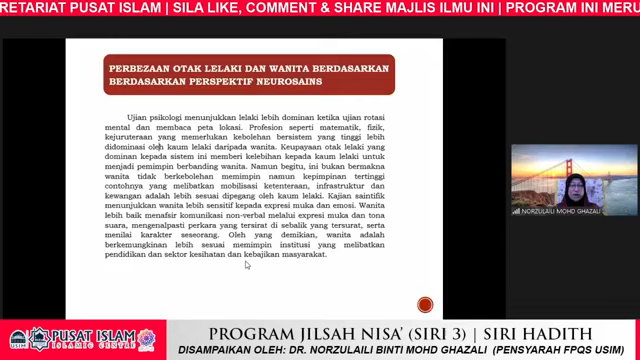 RETARIAT PUSAT ISLAM | SILA LIKE, COMMENT & SHARE MAJLIS ILMU INI | PROGRAM INI MERU
PERBEZAAN OTAK LELAKI DAN WANITA BERDASARKAN
BERDASARKAN PERSPEKTIF NEUROSAINS
Ujian psikologi menunjukkan lelaki lebih dominan ketika ujian rotasi
mental dan membaca peta lokasi. Profesion seperti matematik, fizik,
kejuruteraan yang memerlukan kebolehan bersistem yang tinggi lebih
didominasi oleh kaum lelaki daripada wanita. Keupayaan otak lelaki yang
dominan kepada sistem ini memberi kelebihan kepada kaum lelaki untuk
menjadi pemimpin berbanding wanita. Namun begitu, ini bukan bermakna
wanita tidak berkebolehan memimpin namun kepimpinan tertinggi
contohnya yang melibatkan mobilisasi ketenteraan, infrastruktur dan
kewangan adalah lebih sesuai dipegang oleh kaum lelaki. Kajian saintifik
menunjukkan wanita lebih sensitif kepada expresi muka dan emosi. Wanita
lebih baik menafsir komunikasi non-verbal melalui expresi muka dan tona
suara, mengenalpasti perkara yang tersirat di sebalik yang tersurat, serta
menilai karakter seseorang. Oleh yang demikian, wanita adalah
berkemungkinan lebih sesuai memimpin institusi yang melibatkan
pendidikan dan sektor kesihatan dan kebajikan masyarakat.
NORZULAILI MOHD GHAZALI
USIM
PUSAT ISLAM
ISLAMIC CENTRE
PROGRAM JILSAH NISA' (SIRI 3) | SIRI HADITH
DISAMPAIKAN OLEH: DR. NORZULAILI BINTI MOHD GHAZALI (PENSYARAH FPQS USIM)